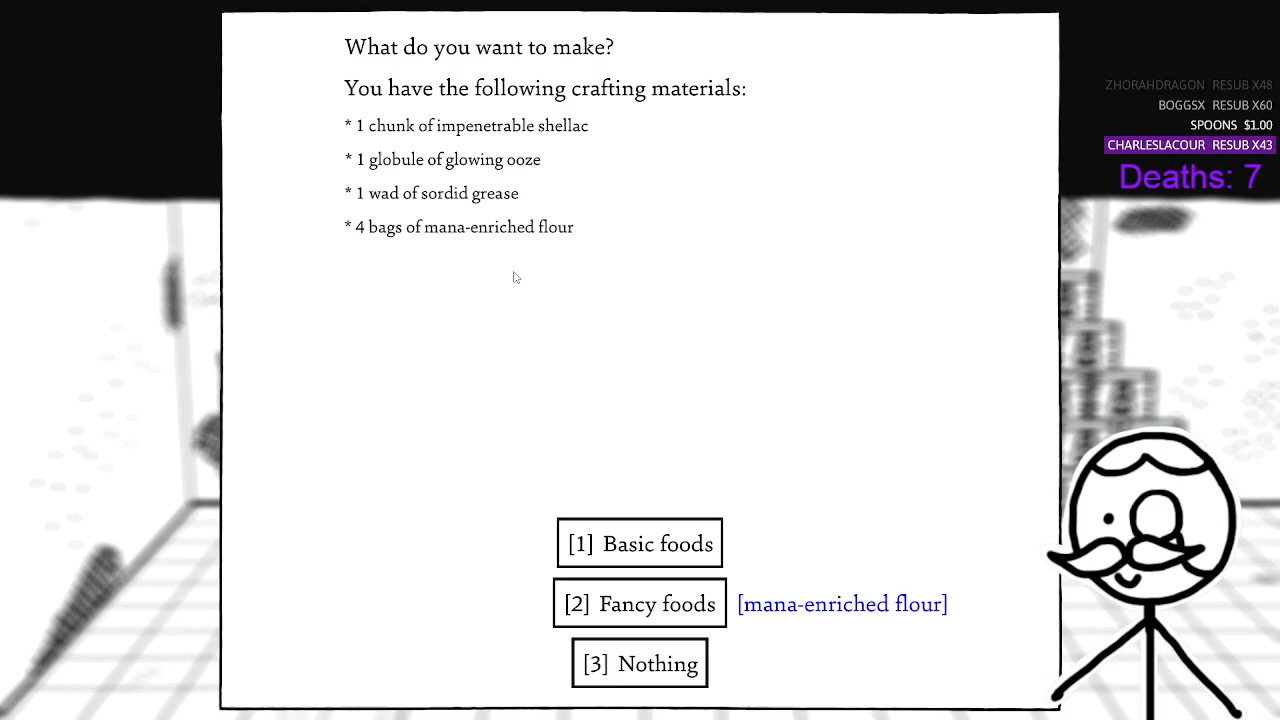 What do you want to make?
You have the following crafting materials:
* 1 chunk of impenetrable shellac
* 1 globule of glowing ooze
* 1 wad of sordid grease
* 4 bags of mana-enriched flour
[1] Basic foods
[2] Fancy foods [mana-enriched flour]
[3] Nothing
ZHORAHDRAGON RESUB X48
BOGGSX RESUB X60
SPOONS $1.00
CHARLESLACOUR RESUB X43
Deaths: 7